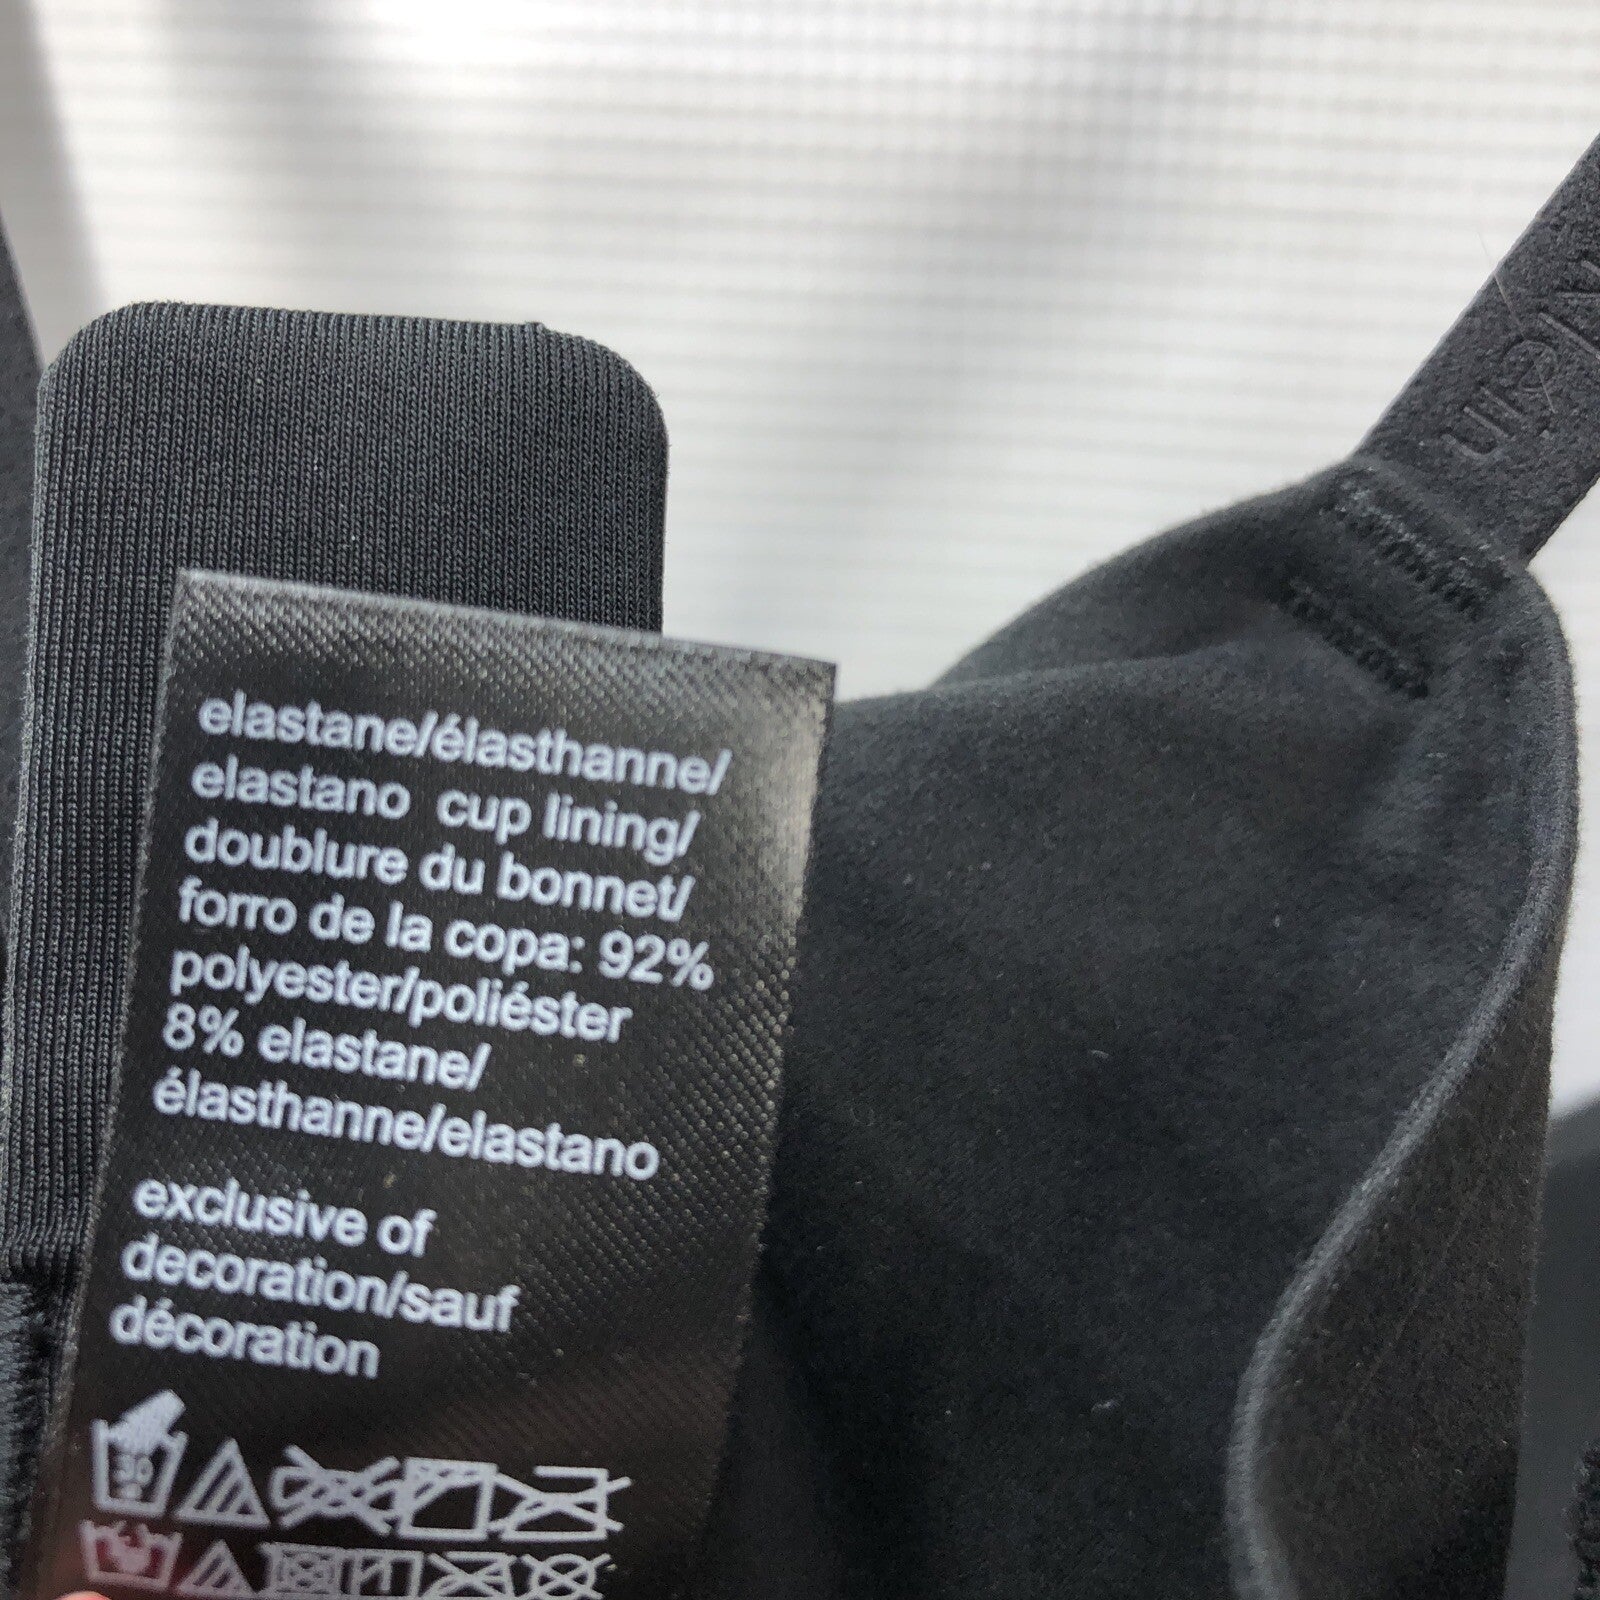 elastane/élasthanne/
elastano cup lining/
doublure du bonnet/
forro de la copa: 92%
polyester/poliéster
8% elastane/
élasthanne/elastano
exclusive of
decoration/sauf
décoration
30